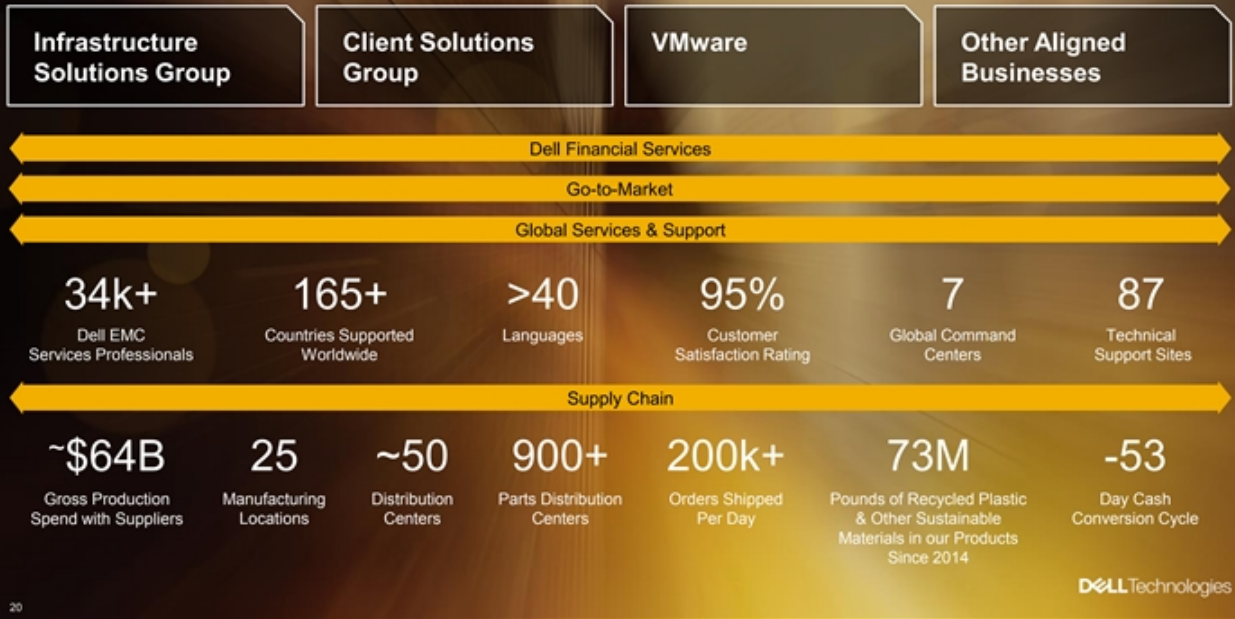 Infrastructure
Solutions Group
Client Solutions
Group
VMware
Other Aligned
Businesses
Dell Financial Services
Go-to-Market
Global Services & Support
34k+
Dell EMC
Services Professionals
165+
Countries Supported
Worldwide
>40
Languages
95%
Customer
Satisfaction Rating
7
Global Command
Centers
87
Technical
Support Sites
Supply Chain
~$64B
Gross Production
Spend with Suppliers
25
Manufacturing
Locations
~50
Distribution
Centers
900+
Parts Distribution
Centers
200k+
Orders Shipped
Per Day
73M
Pounds of Recycled Plastic
& Other Sustainable
Materials in our Products
Since 2014
-53
Day Cash
Conversion Cycle
DELLTechnologies
20